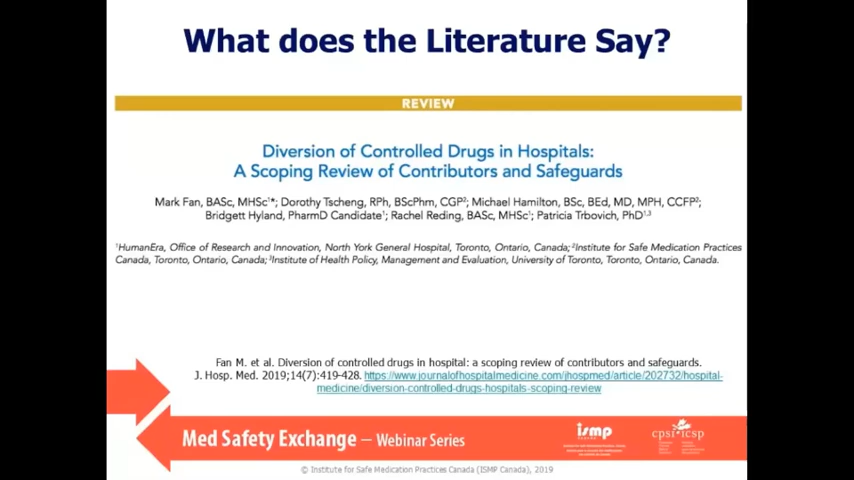 What does the Literature Say?
REVIEW
Diversion of Controlled Drugs in Hospitals:
A Scoping Review of Contributors and Safeguards
Mark Fan, BASc, MHSc¹*; Dorothy Tscheng, RPh, BScPhm, CGP²; Michael Hamilton, BSc, BEd, MD, MPH, CCFP²;
Bridgett Hyland, PharmD Candidate¹; Rachel Reding, BASc, MHSc¹; Patricia Trbovich, PhD¹,³
¹HumanEra, Office of Research and Innovation, North York General Hospital, Toronto, Ontario, Canada; ²Institute for Safe Medication Practices
Canada, Toronto, Ontario, Canada; ³Institute of Health Policy, Management and Evaluation, University of Toronto, Toronto, Ontario, Canada.
Fan M. et al. Diversion of controlled drugs in hospital: a scoping review of contributors and safeguards.
J. Hosp. Med. 2019;14(7):419-428. https://www.journalofhospitalmedicine.com/jhospmed/article/202732/hospital-
medicine/diversion-controlled-drugs-hospitals-scoping-review
Med Safety Exchange – Webinar Series
ismp
CANADA
cpsi icsp
© Institute for Safe Medication Practices Canada (ISMP Canada), 2019